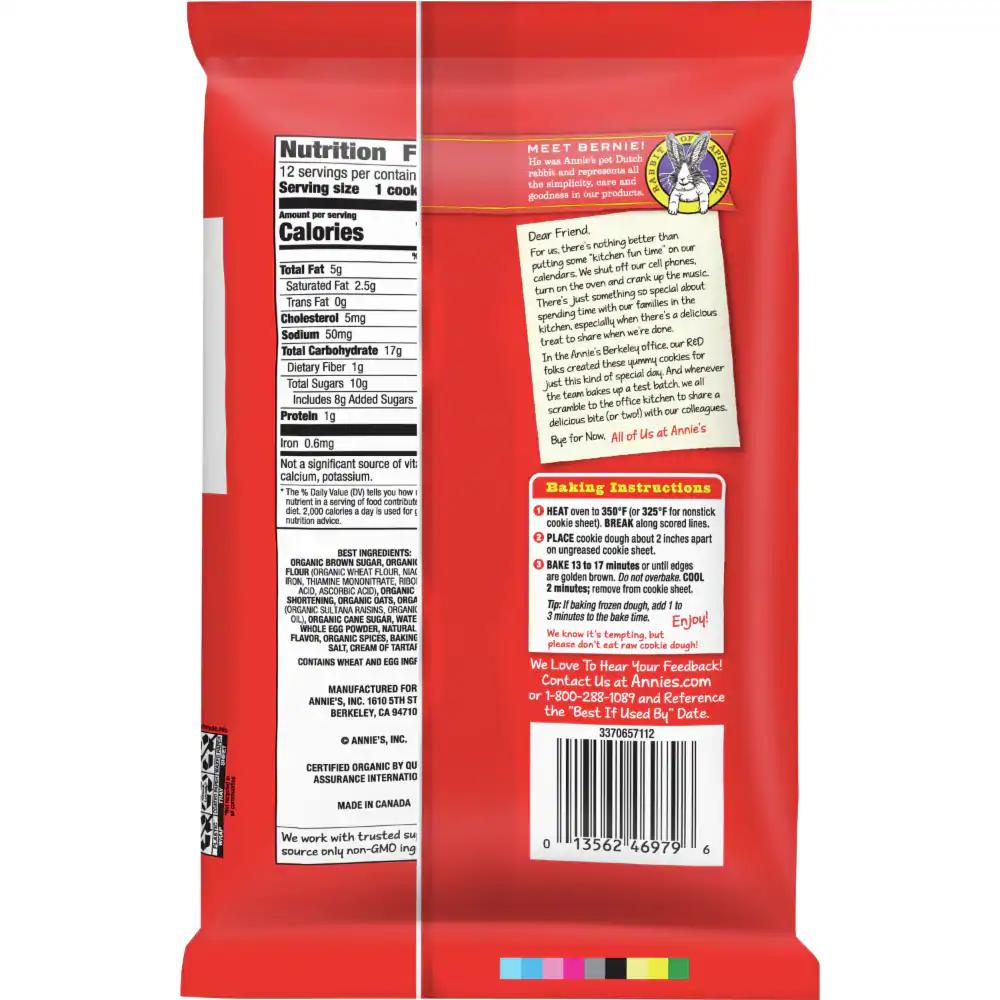 Nutrition F
12 servings per contain
Serving size 1 cook
Amount per serving
Calories
%
Total Fat 5g
Saturated Fat 2.5g
Trans Fat 0g
Cholesterol 5mg
Sodium 50mg
Total Carbohydrate 17g
Dietary Fiber 1g
Total Sugars 10g
Includes 8g Added Sugars
Protein 1g
Iron 0.6mg
Not a significant source of vit
calcium, potassium.
* The % Daily Value (DV) tells you how
nutrient in a serving of food contribute
diet. 2,000 calories a day is used for g
nutrition advice.
BEST INGREDIENTS:
ORGANIC BROWN SUGAR, ORGANIC
FLOUR (ORGANIC WHEAT FLOUR, NIAC
IRON, THIAMINE MONONITRATE, RIBO
ACID, ASCORBIC ACID), ORGANIC
SHORTENING, ORGANIC OATS, ORGA
(ORGANIC SULTANA RAISINS, ORGANIC
OIL), ORGANIC CANE SUGAR, WATE
WHOLE EGG POWDER, NATURAL
FLAVOR, ORGANIC SPICES, BAKING
SALT, CREAM OF TARTAR
CONTAINS WHEAT AND EGG INGR
MANUFACTURED FOR
ANNIE'S, INC. 1610 5TH ST
BERKELEY, CA 94710
© ANNIE'S, INC.
CERTIFIED ORGANIC BY QU
ASSURANCE INTERNATIO
MADE IN CANADA
We work with trusted su
source only non-GMO ing
MEET BERNIE!
He was Annie's pet Dutch
rabbit and represents all
the simplicity, care and
goodness in our products.
RABBIT OF APPROVAL
Dear Friend,
For us, there's nothing better than
putting some "kitchen fun time" on our
calendars. We shut off our cell phones,
turn on the oven and crank up the music.
There's just something so special about
spending time with our families in the
kitchen, especially when there's a delicious
treat to share when we're done.
In the Annie's Berkeley office, our R&D
folks created these yummy cookies for
just this kind of special day. And whenever
the team bakes up a test batch, we all
scramble to the office kitchen to share a
delicious bite (or two!) with our colleagues.
Bye for Now, All of Us at Annie's
Baking Instructions
1 HEAT oven to 350°F (or 325°F for nonstick
cookie sheet). BREAK along scored lines.
2 PLACE cookie dough about 2 inches apart
on ungreased cookie sheet.
3 BAKE 13 to 17 minutes or until edges
are golden brown. Do not overbake. COOL
2 minutes; remove from cookie sheet.
Tip: If baking frozen dough, add 1 to
3 minutes to the bake time.
Enjoy!
We know it's tempting, but
please don't eat raw cookie dough!
We Love To Hear Your Feedback!
Contact Us at Annies.com
or 1-800-288-1089 and Reference
the "Best If Used By" Date.
3370657112
0 13562 46979 6